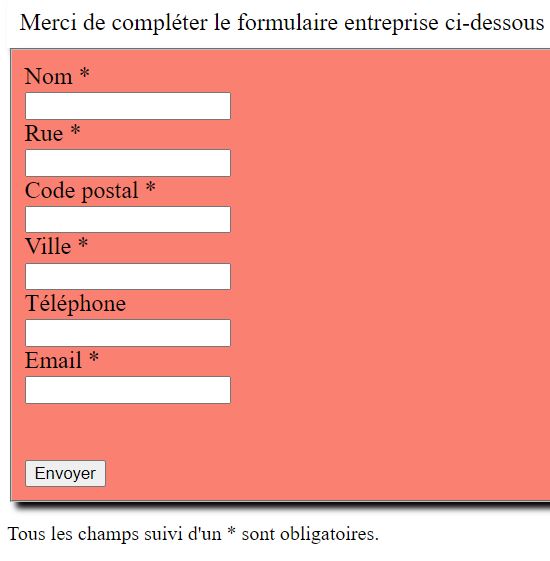 Merci de compléter le formulaire entreprise ci-dessous
Nom *
Rue *
Code postal *
Ville *
Téléphone
Email *
Envoyer
Tous les champs suivi d'un * sont obligatoires.